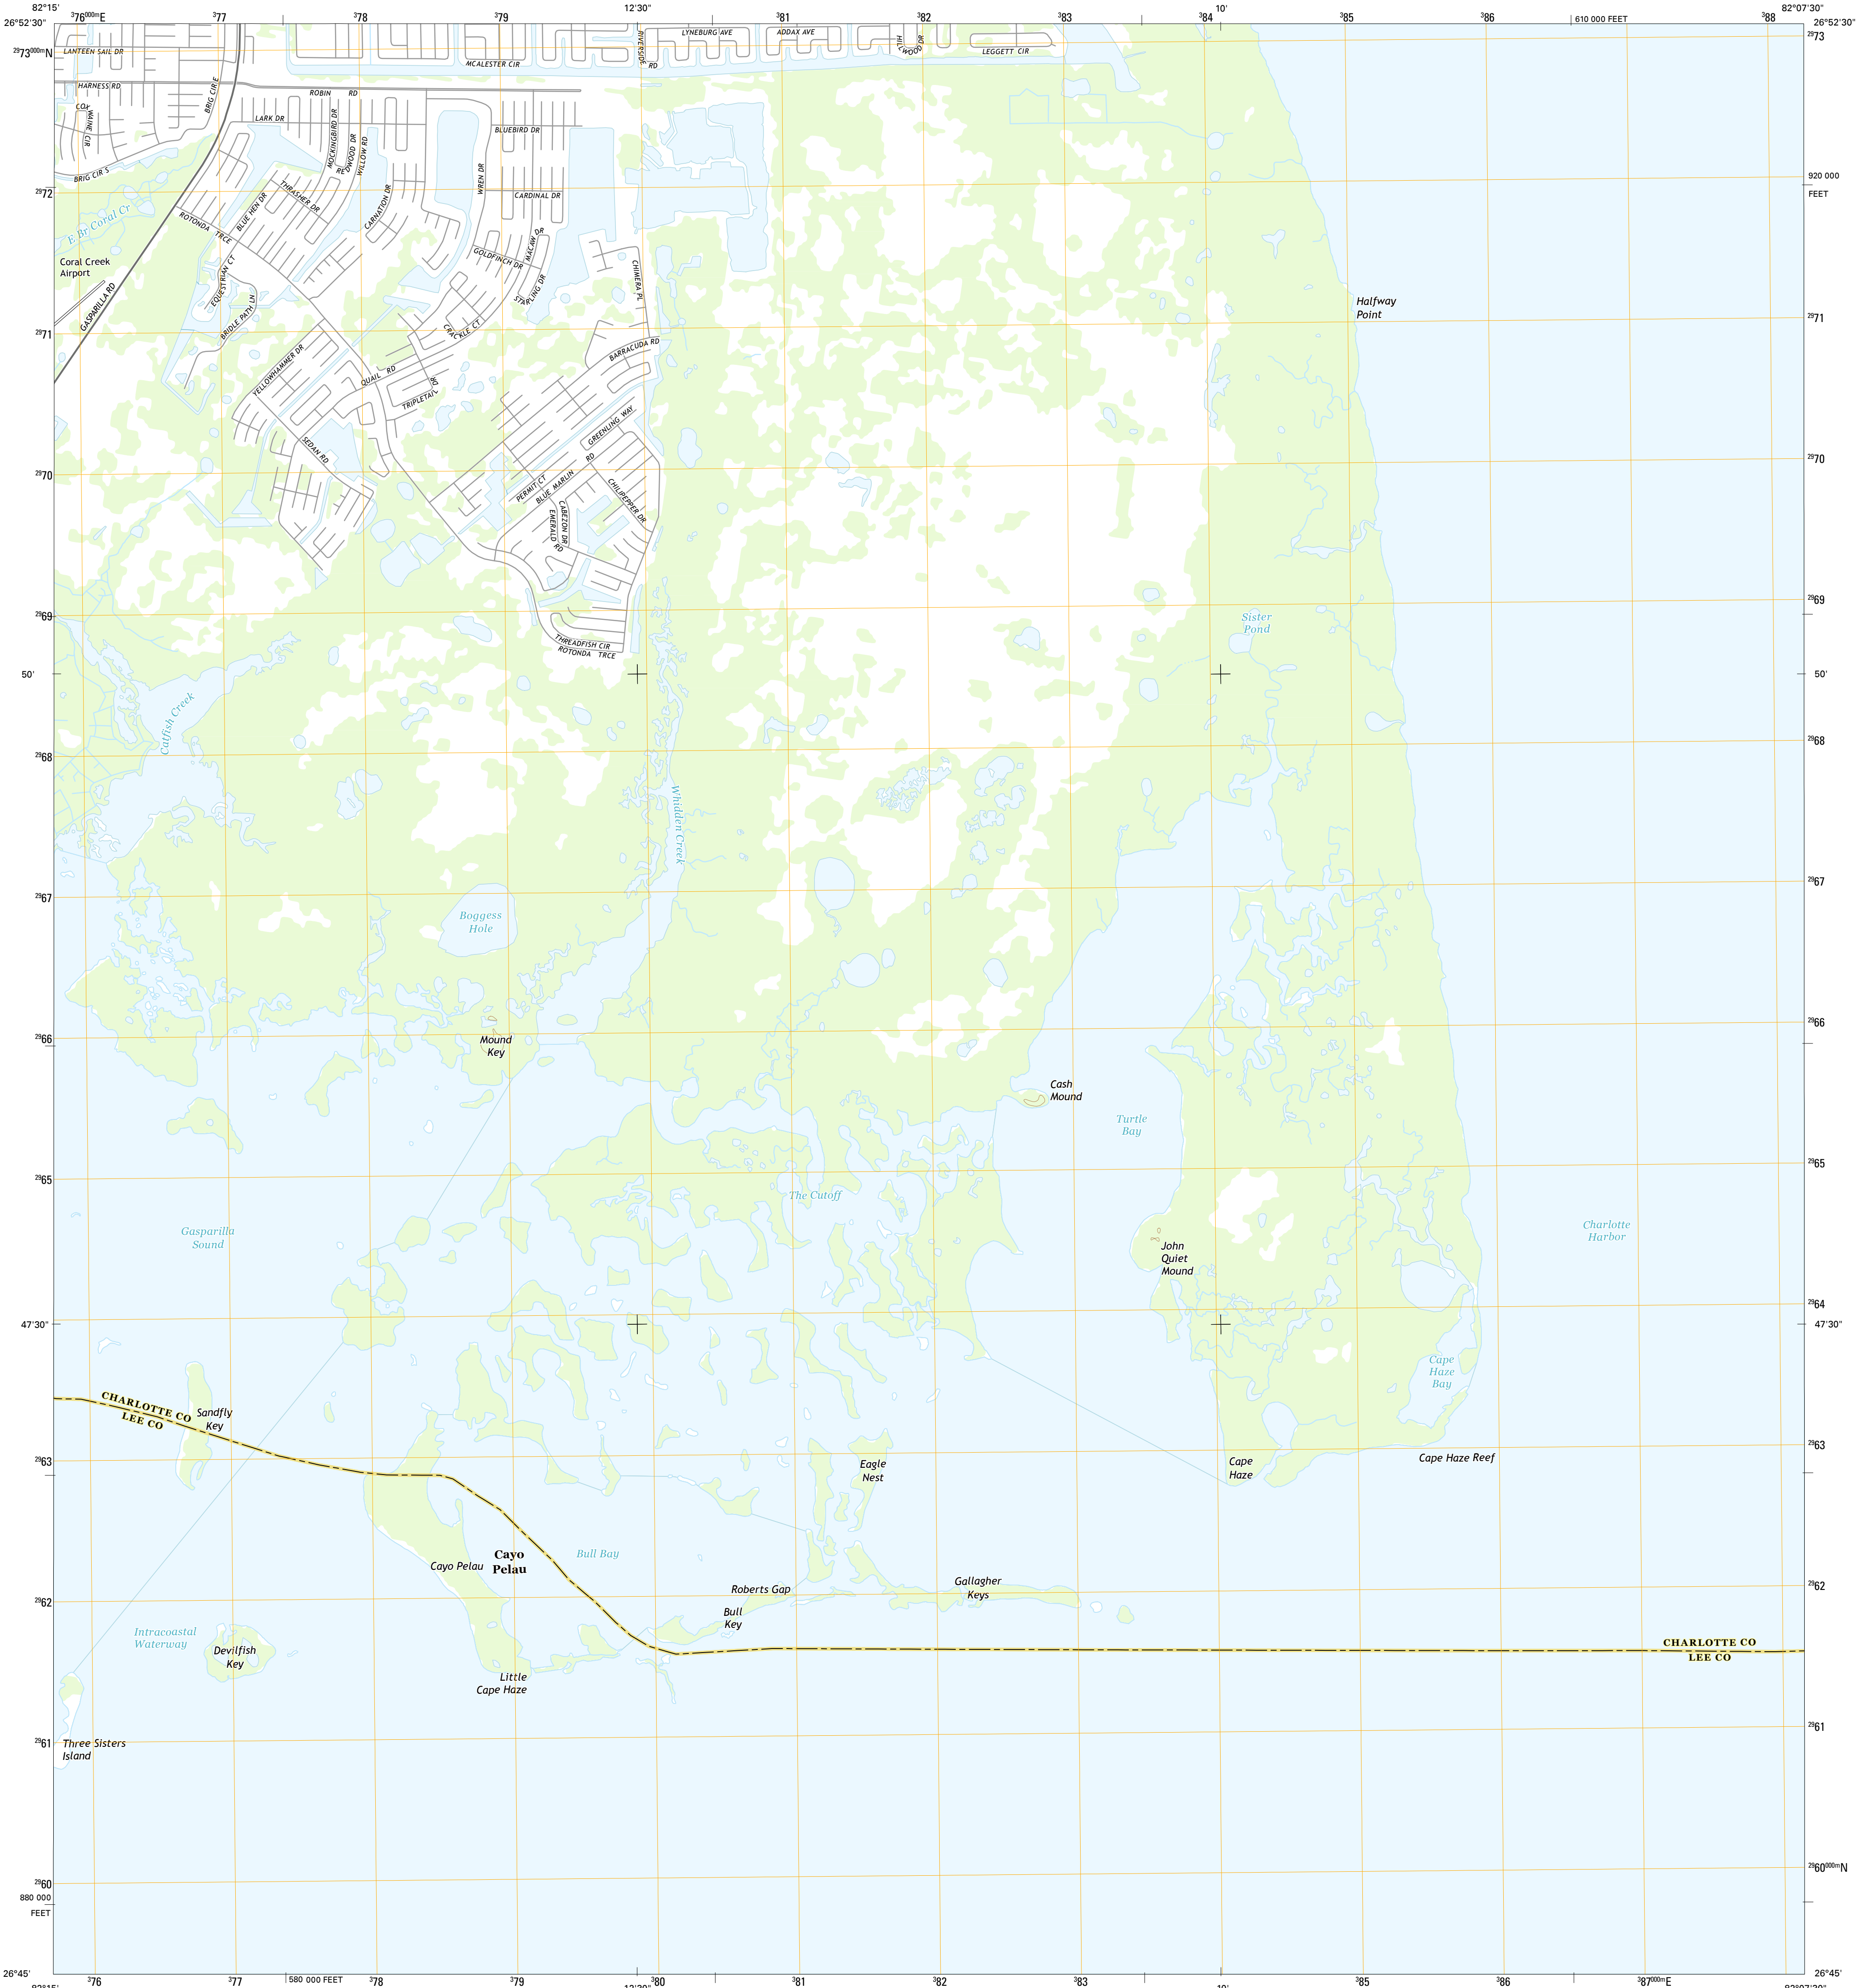 82°15'
³76⁰⁰⁰ᵐE
³77
³78
³79
12'30"
³81
³82
³83
³84
10'
³85
³86
610 000 FEET
³88
82°07'30"
26°52'30"
26°52'30"
²⁹73⁰⁰⁰ᵐN
²⁹73
LANTEEN SAIL DR
MCALESTER CIR
RIVERSIDE RD
LYNEBURG AVE
ADDAX AVE
HILLWOOD DR
LEGGETT CIR
HARNESS RD
BRIG CIR E
ROBIN RD
COXWAINE CIR
LARK DR
MOCKINGBIRD DR
REDWOOD DR
WILLOW RD
BLUEBIRD DR
WREN DR
BRIG CIR S
²⁹72
920 000
FEET
THRASHER DR
BLUE HEN DR
CARNATION DR
CARDINAL DR
E Br Coral Cr
ROTONDA TRCE
MACAW DR
GOLDFINCH DR
STARLING DR
CHIMERA PL
Coral Creek
Airport
GASPARILLA RD
EQUESTRIAN CT
BRIDLE PATH LN
CRACKLE CT
Halfway
Point
²⁹71
²⁹71
BARRACUDA RD
YELLOWHAMMER DR
QUAIL RD
TRIPLETAIL DR
GREENLING WAY
SEDAN RD
²⁹70
²⁹70
PERMIT CT
BLUE MARLIN RD
CHILIPEPPER DR
CABEZON DR
EMERALD RD
²⁹69
²⁹69
Sister
Pond
THREADFISH CIR
ROTONDA TRCE
50'
50'
Catfish Creek
²⁹68
²⁹68
Whidden Creek
²⁹67
²⁹67
Boggess
Hole
²⁹66
²⁹66
Mound
Key
Cash
Mound
Turtle
Bay
²⁹65
²⁹65
The Cutoff
Gasparilla
Sound
Charlotte
Harbor
John
Quiet
Mound
²⁹64
47'30"
47'30"
Cape
Haze
Bay
CHARLOTTE CO
LEE CO
Sandfly
Key
²⁹63
²⁹63
Eagle
Nest
Cape
Haze
Cape Haze Reef
Cayo Pelau
Cayo
Pelau
Bull Bay
Roberts Gap
Gallagher
Keys
²⁹62
²⁹62
Bull
Key
Intracoastal
Waterway
Devilfish
Key
CHARLOTTE CO
LEE CO
Little
Cape Haze
²⁹61
²⁹61
Three Sisters
Island
²⁹60
²⁹60⁰⁰⁰ᵐN
880 000
FEET
26°45'
26°45'
³76
³77
580 000 FEET
³78
³79
³80
³81
³82
³83
³85
³86
³87⁰⁰⁰ᵐE